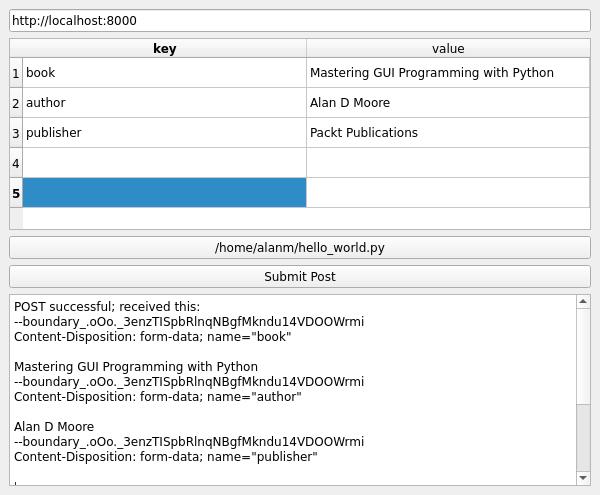 http://localhost:8000
key value
1 book Mastering GUI Programming with Python
2 author Alan D Moore
3 publisher Packt Publications
4
5
/home/alanm/hello_world.py
Submit Post
POST successful; received this:
--boundary_.oOo._3enzTISpbRlnqNBgfMkndu14VDOOWrmi
Content-Disposition: form-data; name="book"
Mastering GUI Programming with Python
--boundary_.oOo._3enzTISpbRlnqNBgfMkndu14VDOOWrmi
Content-Disposition: form-data; name="author"
Alan D Moore
--boundary_.oOo._3enzTISpbRlnqNBgfMkndu14VDOOWrmi
Content-Disposition: form-data; name="publisher"